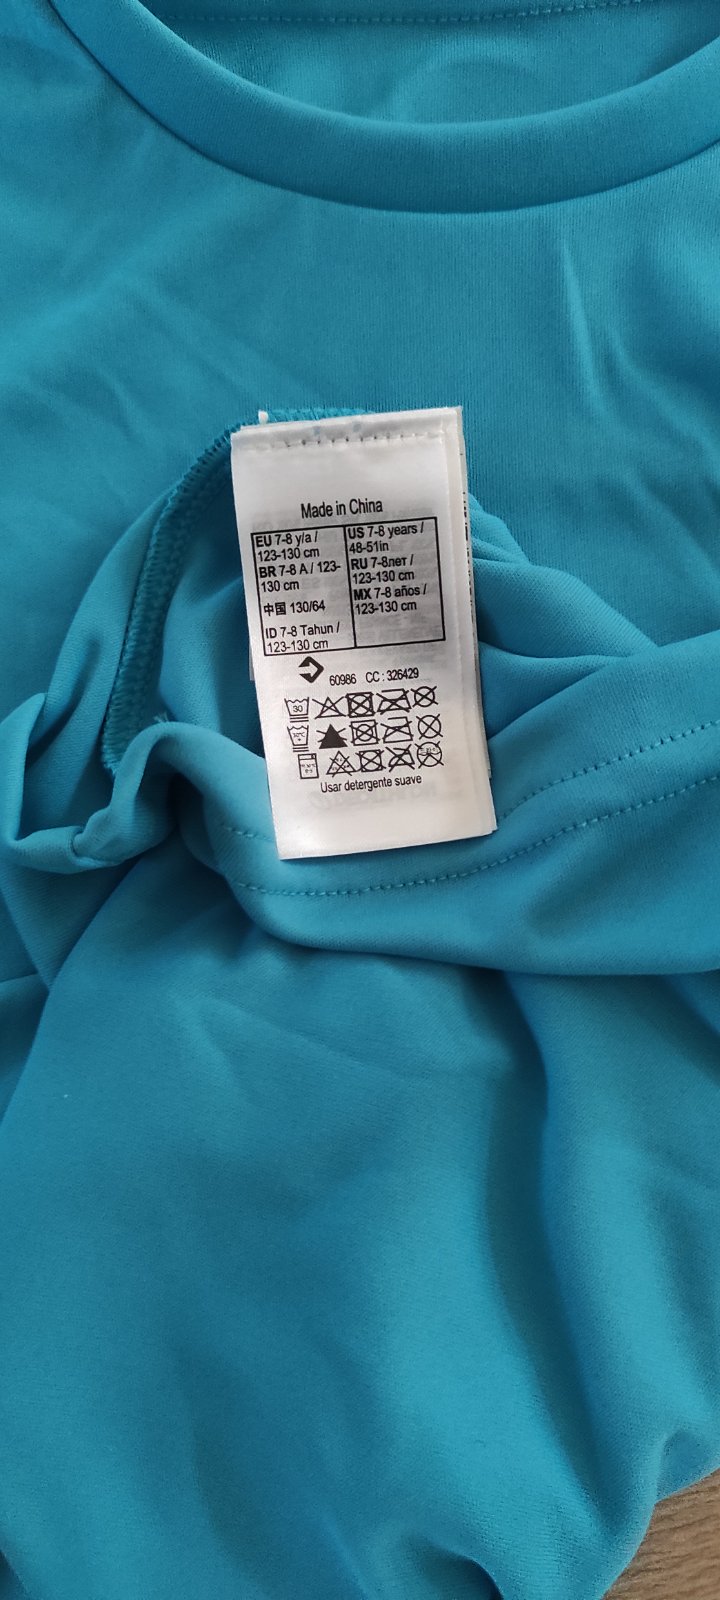 Made in China
EU 7-8 y/a /
123-130 cm
BR 7-8 A / 123-
130 cm
中国 130/64
ID 7-8 Tahun /
123-130 cm
US 7-8 years /
48-51in
RU 7-8лет /
123-130 cm
MX 7-8 años /
123-130 cm
60986 CC : 326429
30
Usar detergente suave